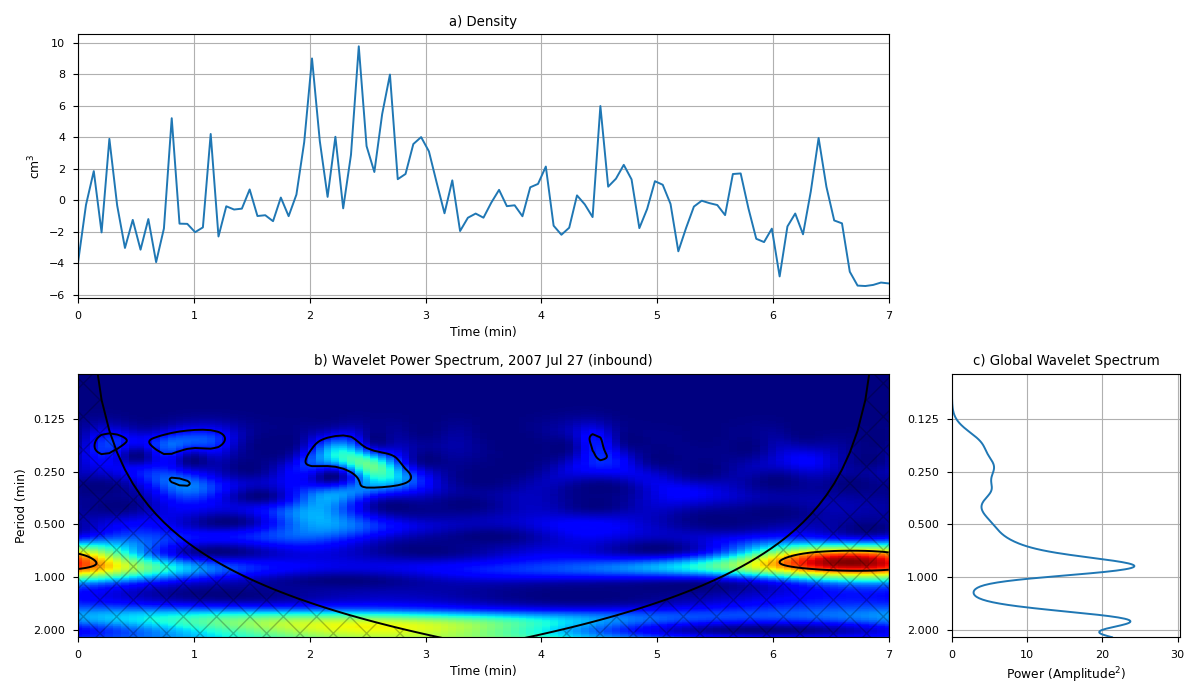 a) Density
10
8
6
4
2
0
−2
−4
−6
cm³
0 1 2 3 4 5 6 7
Time (min)
b) Wavelet Power Spectrum, 2007 Jul 27 (inbound)
0.125
0.250
0.500
1.000
2.000
Period (min)
0 1 2 3 4 5 6 7
Time (min)
c) Global Wavelet Spectrum
0.125
0.250
0.500
1.000
2.000
0 10 20 30
Power (Amplitude²)